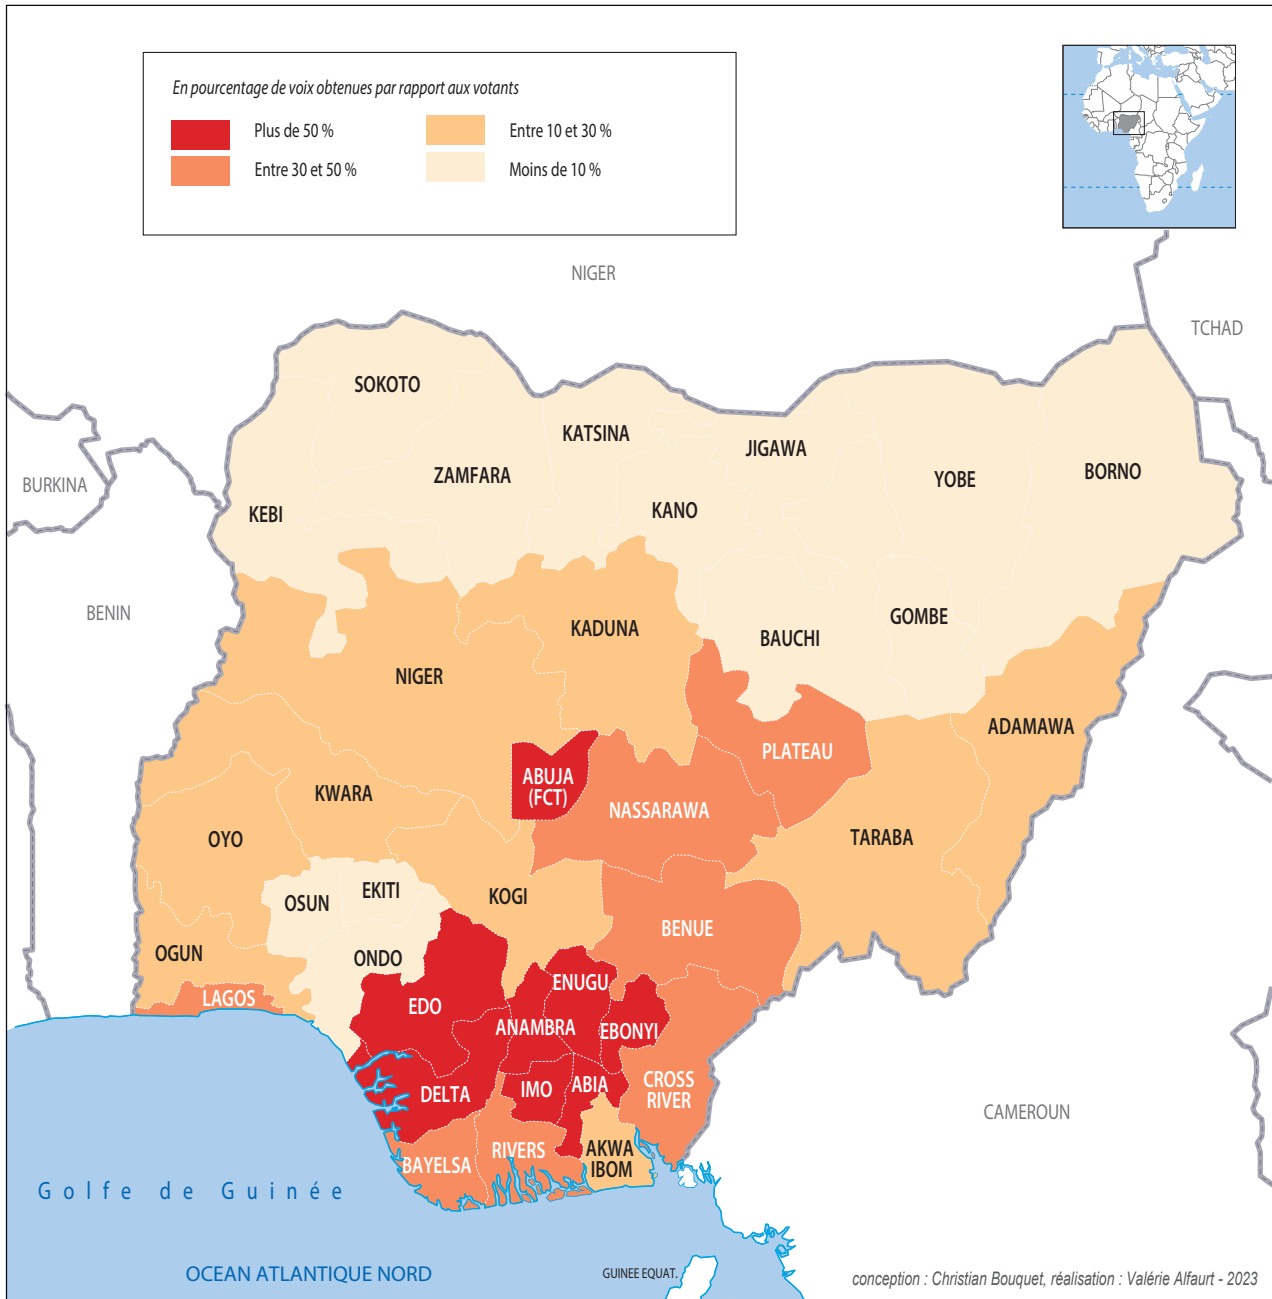 En pourcentage de voix obtenues par rapport aux votants
Plus de 50 %
Entre 10 et 30 %
Entre 30 et 50 %
Moins de 10 %
NIGER
TCHAD
SOKOTO
KATSINA
JIGAWA
ZAMFARA
YOBE
BORNO
BURKINA
KEBI
KANO
BENIN
KADUNA
BAUCHI
GOMBE
NIGER
ADAMAWA
PLATEAU
ABUJA
(FCT)
KWARA
NASSARAWA
OYO
TARABA
OSUN
EKITI
KOGI
BENUE
OGUN
ONDO
ENUGU
LAGOS
EDO
ANAMBRA
EBONYI
DELTA
IMO
ABIA
CROSS
RIVER
CAMEROUN
BAYELSA
RIVERS
AKWA
IBOM
Golfe de Guinée
OCEAN ATLANTIQUE NORD
GUINEE EQUAT.
conception : Christian Bouquet, réalisation : Valérie Alfaurt - 2023